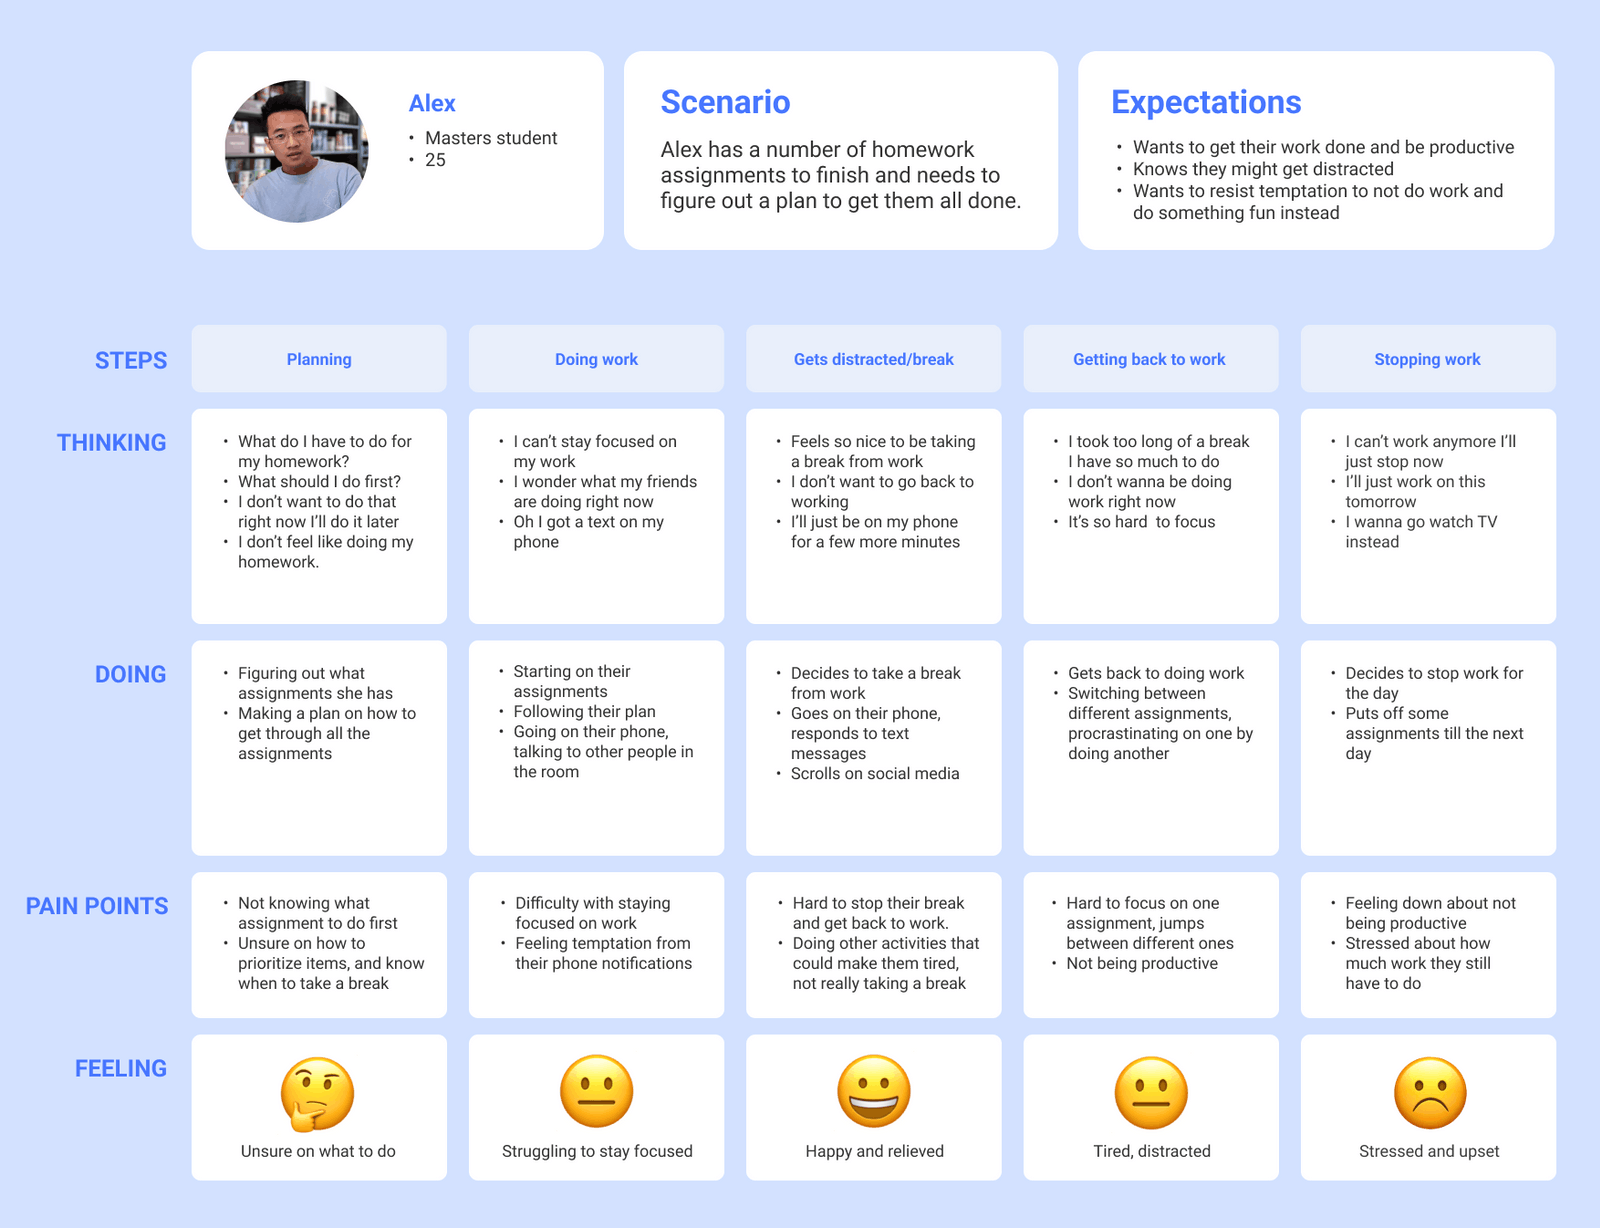 Alex
• Masters student
• 25
Scenario
Alex has a number of homework
assignments to finish and needs to
figure out a plan to get them all done.
Expectations
• Wants to get their work done and be productive
• Knows they might get distracted
• Wants to resist temptation to not do work and
do something fun instead
STEPS
Planning
Doing work
Gets distracted/break
Getting back to work
Stopping work
THINKING
• What do I have to do for
my homework?
• What should I do first?
• I don’t want to do that
right now I’ll do it later
• I don’t feel like doing my
homework.
• I can’t stay focused on
my work
• I wonder what my friends
are doing right now
• Oh I got a text on my
phone
• Feels so nice to be taking
a break from work
• I don’t want to go back to
working
• I’ll just be on my phone
for a few more minutes
• I took too long of a break
I have so much to do
• I don’t wanna be doing
work right now
• It’s so hard  to focus
• I can’t work anymore I’ll
just stop now
• I’ll just work on this
tomorrow
• I wanna go watch TV
instead
DOING
• Figuring out what
assignments she has
• Making a plan on how to
get through all the
assignments
• Starting on their
assignments
• Following their plan
• Going on their phone,
talking to other people in
the room
• Decides to take a break
from work
• Goes on their phone,
responds to text
messages
• Scrolls on social media
• Gets back to doing work
• Switching between
different assignments,
procrastinating on one by
doing another
• Decides to stop work for
the day
• Puts off some
assignments till the next
day
PAIN POINTS
• Not knowing what
assignment to do first
• Unsure on how to
prioritize items, and know
when to take a break
• Difficulty with staying
focused on work
• Feeling temptation from
their phone notifications
• Hard to stop their break
and get back to work.
• Doing other activities that
could make them tired,
not really taking a break
• Hard to focus on one
assignment, jumps
between different ones
• Not being productive
• Feeling down about not
being productive
• Stressed about how
much work they still
have to do
FEELING
Unsure on what to do
Struggling to stay focused
Happy and relieved
Tired, distracted
Stressed and upset